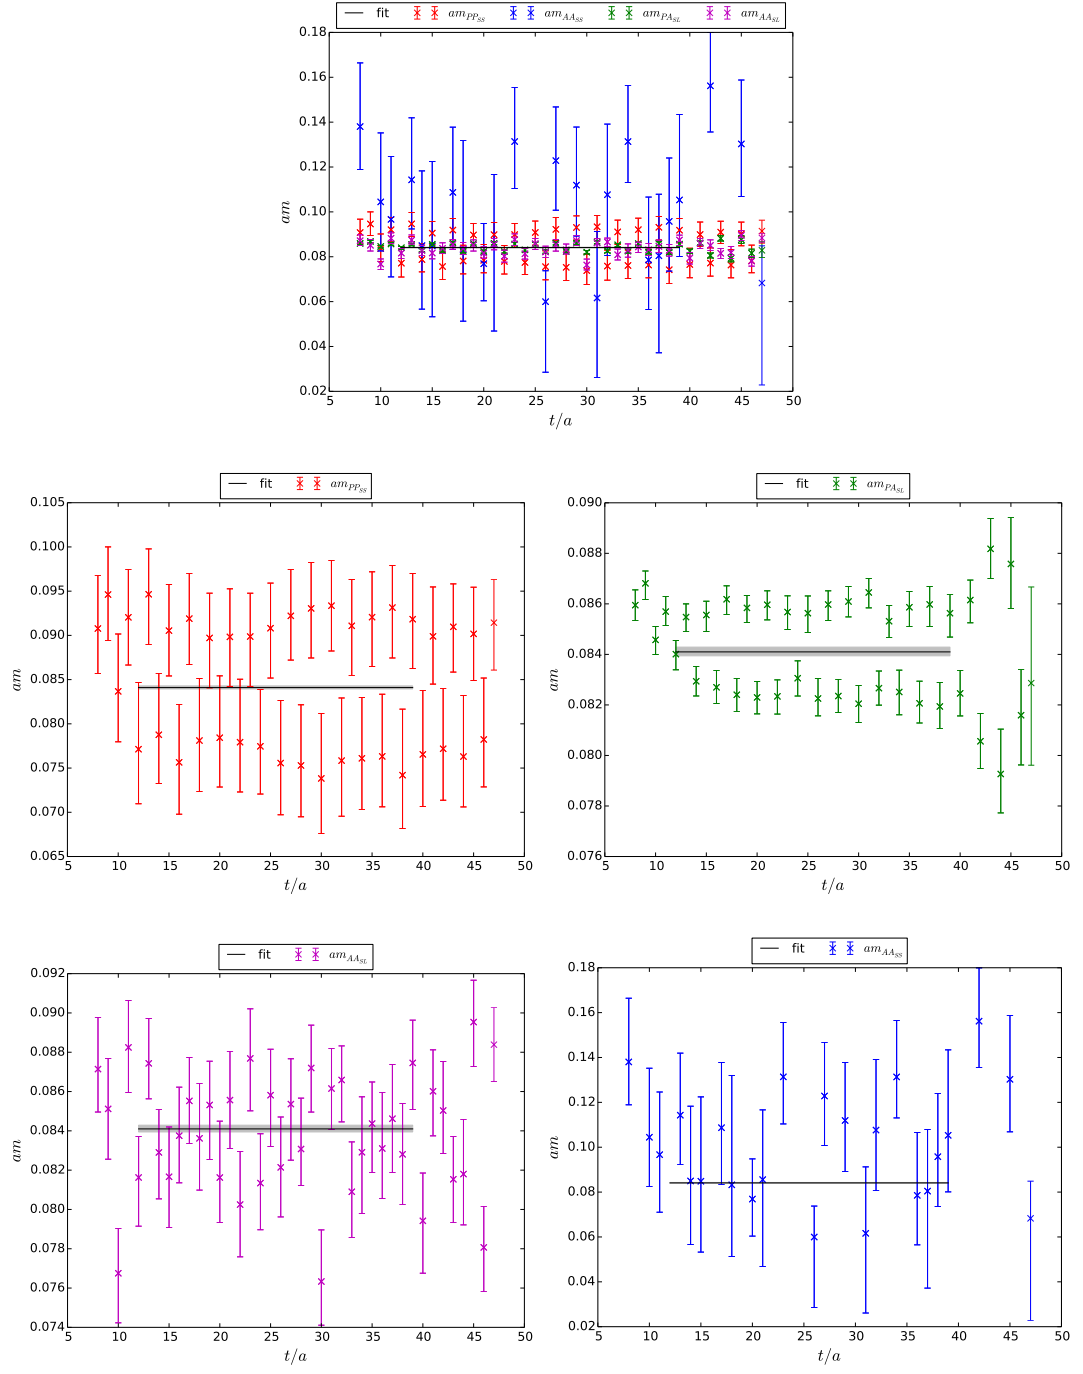 fit am_{PP_{SS}} am_{AA_{SS}} am_{PA_{SL}} am_{AA_{SL}}
0.18
0.16
0.14
0.12
0.10
0.08
0.06
0.04
0.02
am
5 10 15 20 25 30 35 40 45 50
t/a
fit am_{PP_{SS}}
0.105
0.100
0.095
0.090
0.085
0.080
0.075
0.070
0.065
am
5 10 15 20 25 30 35 40 45 50
t/a
fit am_{PA_{SL}}
0.090
0.088
0.086
0.084
0.082
0.080
0.078
0.076
am
5 10 15 20 25 30 35 40 45 50
t/a
fit am_{AA_{SL}}
0.092
0.090
0.088
0.086
0.084
0.082
0.080
0.078
0.076
0.074
am
5 10 15 20 25 30 35 40 45 50
t/a
fit am_{AA_{SS}}
0.18
0.16
0.14
0.12
0.10
0.08
0.06
0.04
0.02
am
5 10 15 20 25 30 35 40 45 50
t/a